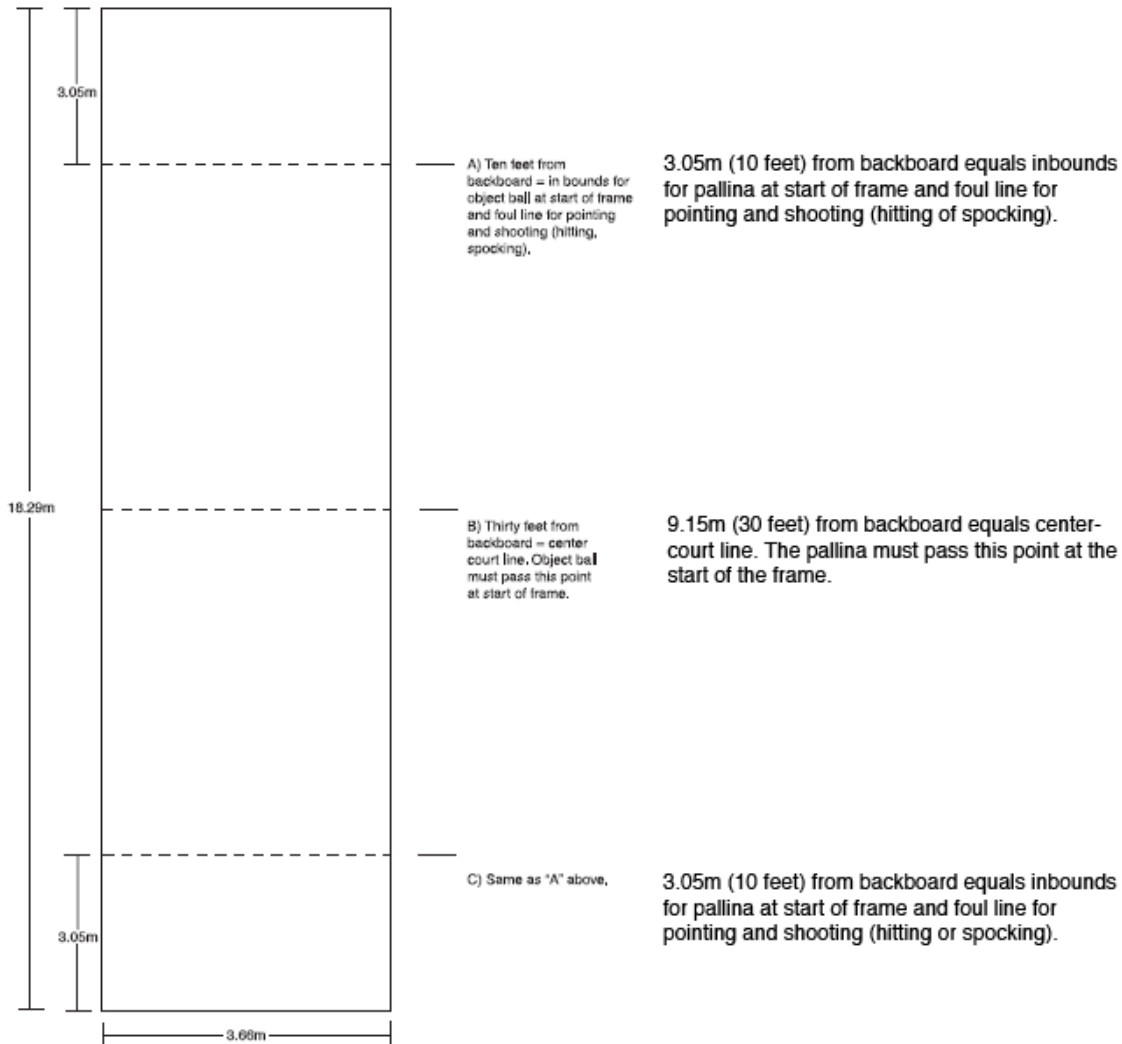 3.05m
A) Ten feet from
backboard = in bounds for
object ball at start of frame
and foul line for pointing
and shooting (hitting,
spocking).
3.05m (10 feet) from backboard equals inbounds
for pallina at start of frame and foul line for
pointing and shooting (hitting of spocking).
18.29m
B) Thirty feet from
backboard – center
court line. Object ball
must pass this point
at start of frame.
9.15m (30 feet) from backboard equals center-
court line. The pallina must pass this point at the
start of the frame.
C) Same as "A" above.
3.05m (10 feet) from backboard equals inbounds
for pallina at start of frame and foul line for
pointing and shooting (hitting or spocking).
3.05m
3.66m